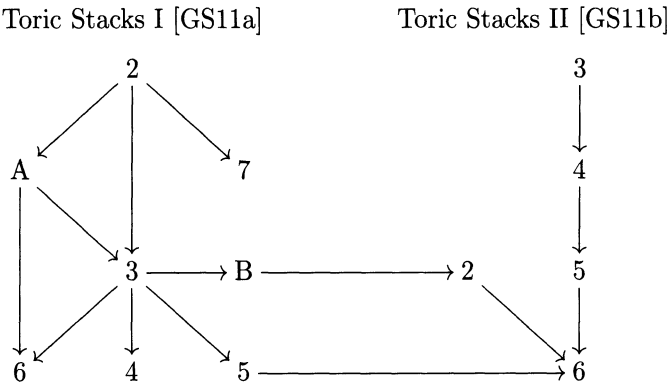 Toric Stacks I [GS11a] Toric Stacks II [GS11b]
2 3
A 7 4
3 B 2 5
6 4 5 6